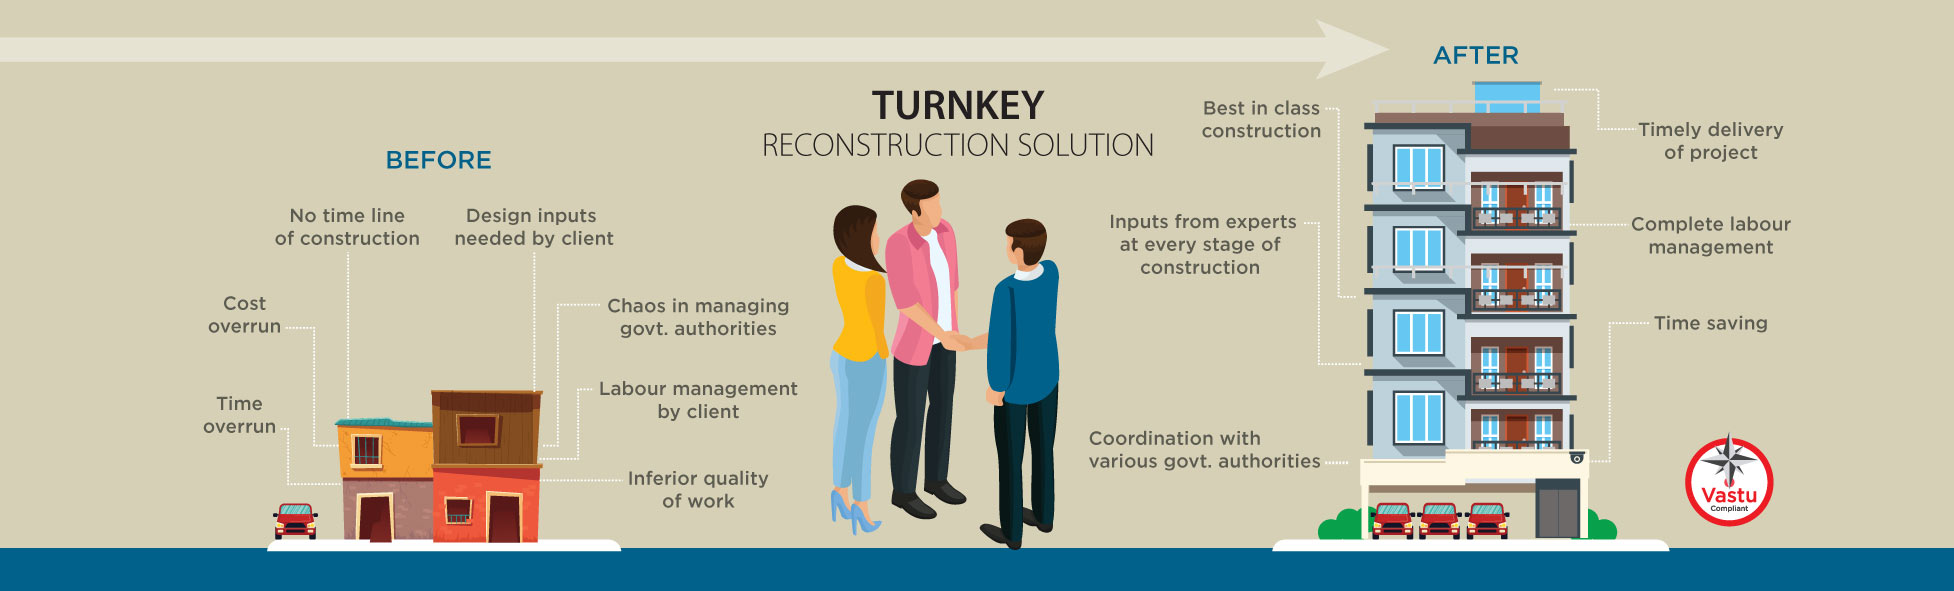 TURNKEY
RECONSTRUCTION SOLUTION
BEFORE
No time line
of construction
Design inputs
needed by client
Cost
overrun
Chaos in managing
govt. authorities
Time
overrun
Labour management
by client
Inferior quality
of work
AFTER
Best in class
construction
Timely delivery
of project
Inputs from experts
at every stage of
construction
Complete labour
management
Time saving
Coordination with
various govt. authorities
Vastu
Compliant